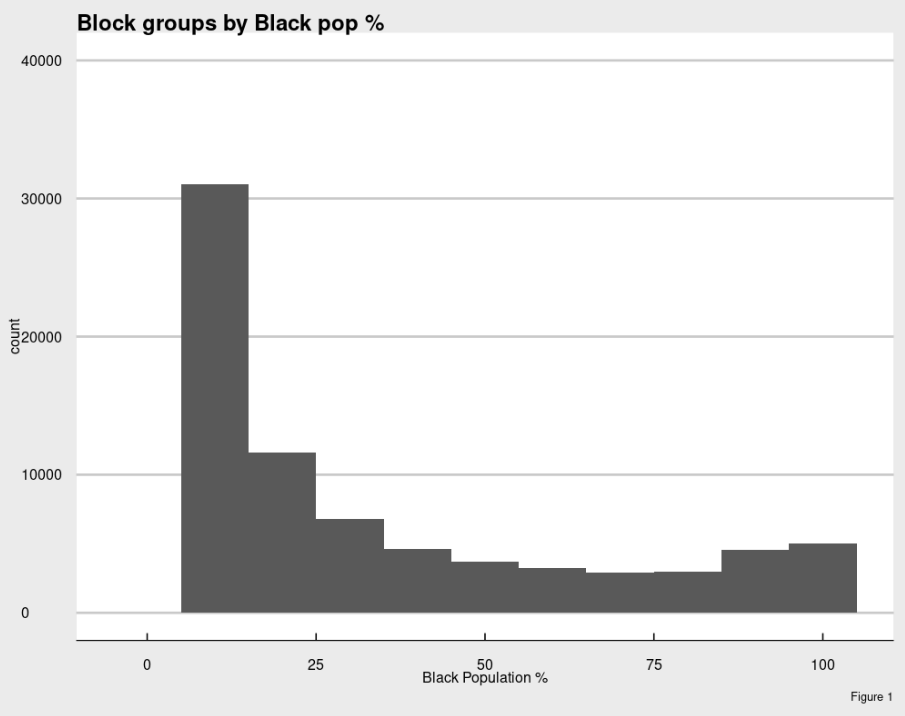 Block groups by Black pop %
40000
30000
20000
10000
0
count
0 25 50 75 100
Black Population %
Figure 1